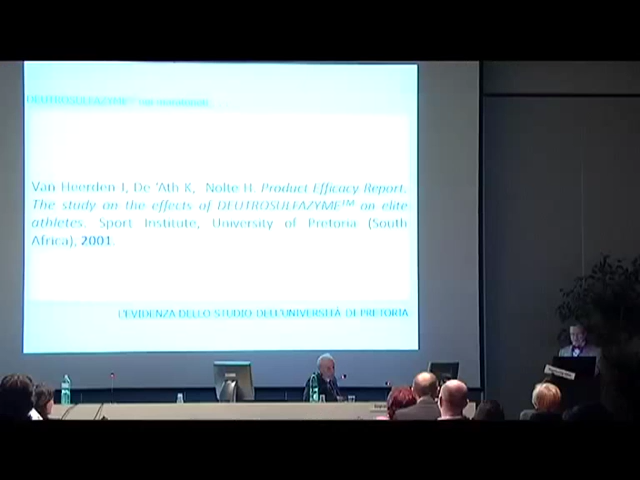 Van Heerden J, De 'Ath K, Nolte H. Product Efficacy Report.
The study on the effects of DEUTROSULFAZYME™ on elite
athletes. Sport Institute, University of Pretoria (South
Africa), 2001.
L'EVIDENZA DELLO STUDIO DELL'UNIVERSITÀ DI PRETORIA